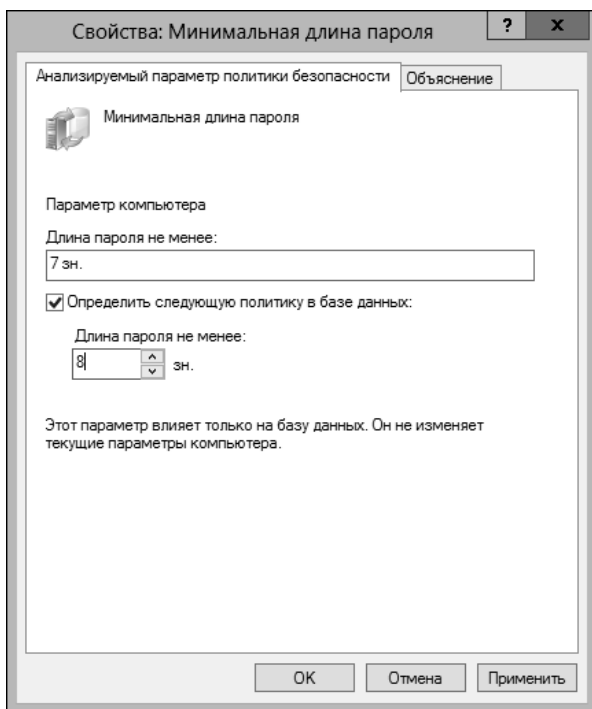 Свойства: Минимальная длина пароля
? x
Анализируемый параметр политики безопасности Объяснение
Минимальная длина пароля
Параметр компьютера
Длина пароля не менее:
7 зн.
Определить следующую политику в базе данных:
Длина пароля не менее:
8 зн.
Этот параметр влияет только на базу данных. Он не изменяет
текущие параметры компьютера.
OK Отмена Применить